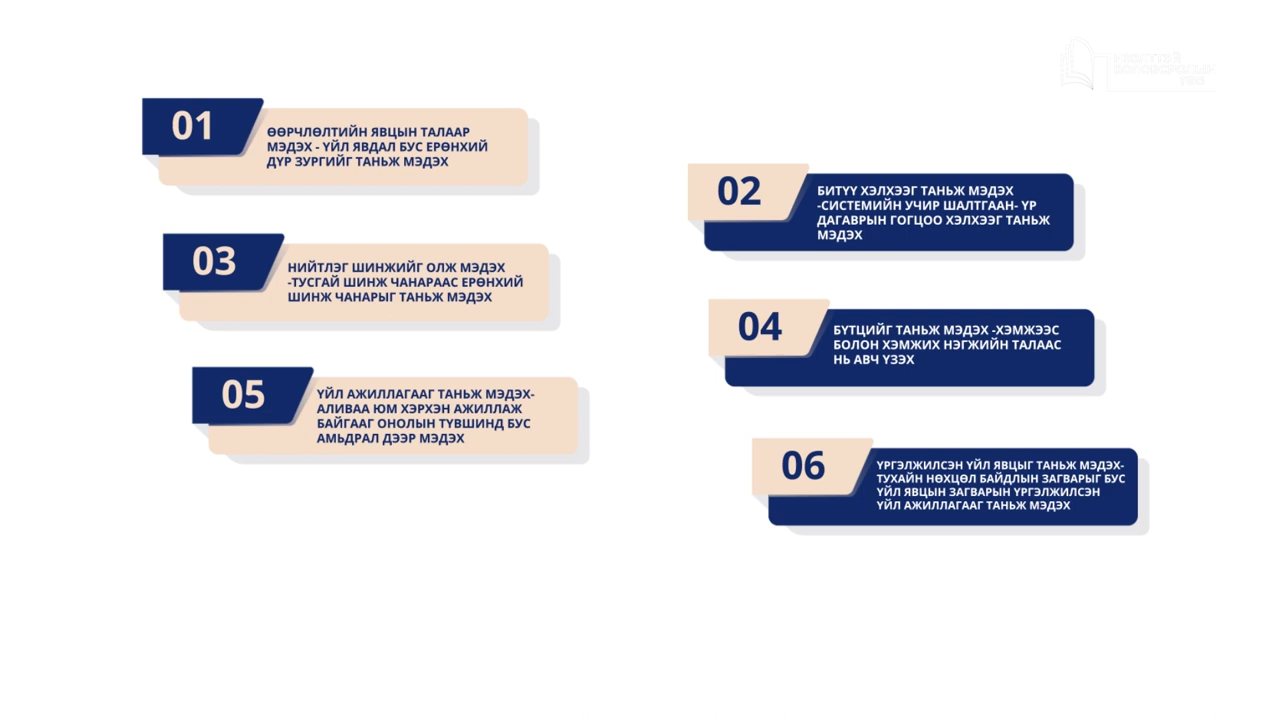 01
ӨӨРЧЛӨЛТИЙН ЯВЦЫН ТАЛААР
МЭДЭХ - ҮЙЛ ЯВДАЛ БУС ЕРӨНХИЙ
ДҮР ЗУРГИЙГ ТАНЬЖ МЭДЭХ
02
БИТҮҮ ХЭЛХЭЭГ ТАНЬЖ МЭДЭХ
-СИСТЕМИЙН УЧИР ШАЛТГААН- ҮР
ДАГАВРЫН ГОГЦОО ХЭЛХЭЭГ ТАНЬЖ
МЭДЭХ
03
НИЙТЛЭГ ШИНЖИЙГ ОЛЖ МЭДЭХ
-ТУСГАЙ ШИНЖ ЧАНАРААС ЕРӨНХИЙ
ШИНЖ ЧАНАРЫГ ТАНЬЖ МЭДЭХ
04
БҮТЦИЙГ ТАНЬЖ МЭДЭХ -ХЭМЖЭЭС
БОЛОН ХЭМЖИХ НЭГЖИЙН ТАЛААС
НЬ АВЧ ҮЗЭХ
05
ҮЙЛ АЖИЛЛАГААГ ТАНЬЖ МЭДЭХ-
АЛИВАА ЮМ ХЭРХЭН АЖИЛЛАЖ
БАЙГААГ ОНОЛЫН ТҮВШИНД БУС
АМЬДРАЛ ДЭЭР МЭДЭХ
06
ҮРГЭЛЖИЛСЭН ҮЙЛ ЯВЦЫГ ТАНЬЖ МЭДЭХ-
ТУХАЙН НӨХЦӨЛ БАЙДЛЫН ЗАГВАРЫГ БУС
ҮЙЛ ЯВЦЫН ЗАГВАРЫН ҮРГЭЛЖИЛСЭН
ҮЙЛ АЖИЛЛАГААГ ТАНЬЖ МЭДЭХ